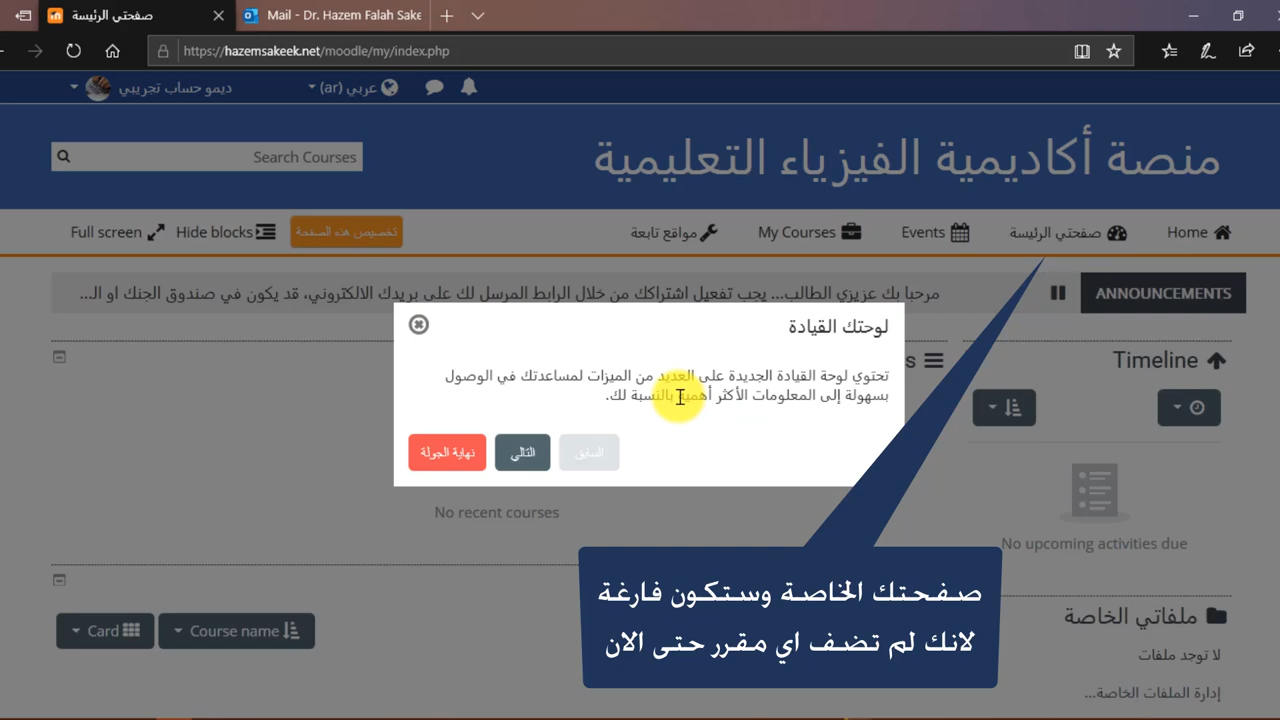 صفحتي الرئيسة
Mail - Dr. Hazem Falah Sake
https://hazemsakeek.net/moodle/my/index.php
ديمو حساب تجريبي
عربي (ar)
منصة أكاديمية الفيزياء التعليمية
Search Courses
Home
صفحتي الرئيسة
Events
My Courses
مواقع تابعة
تخصيص هذه الصفحة
Hide blocks
Full screen
ANNOUNCEMENTS
مرحبا بك عزيزي الطالب... يجب تفعيل اشتراكك من خلال الرابط المرسل لك على بريدك الالكتروني، قد يكون في صندوق الجنك او الـ...
Timeline
لوحتك القيادة
تحتوي لوحة القيادة الجديدة على العديد من الميزات لمساعدتك في الوصول
بسهولة إلى المعلومات الأكثر أهمية بالنسبة لك.
السابق
التالي
نهاية الجولة
No recent courses
No upcoming activities due
صفحتك الخاصة وستكون فارغة
لانك لم تضف اي مقرر حتى الان
ملفاتي الخاصة
لا توجد ملفات
إدارة الملفات الخاصة...
Card
Course name